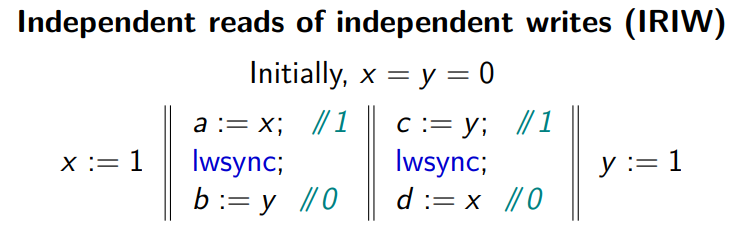 Independent reads of independent writes (IRIW)
Initially, x = y = 0
a := x; //1 c := y; //1
x := 1 lwsync; lwsync; y := 1
b := y //0 d := x //0